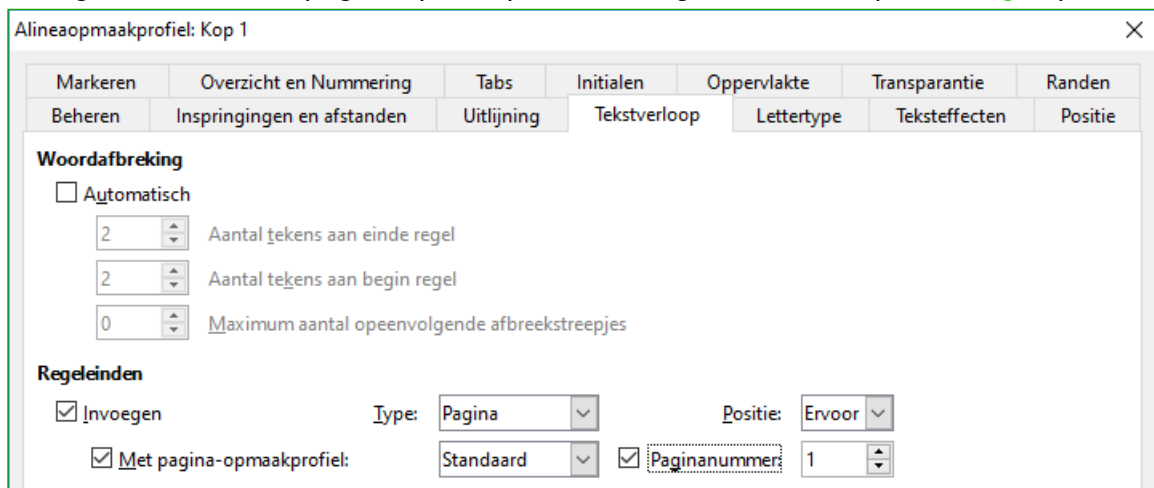 Alineaopmaakprofiel: Kop 1
Markeren Overzicht en Nummering Tabs Initialen Oppervlakte Transparantie Randen
Beheren Inspringingen en afstanden Uitlijning Tekstverloop Lettertype Teksteffecten Positie
Woordafbreking
Automatisch
2 Aantal tekens aan einde regel
2 Aantal tekens aan begin regel
0 Maximum aantal opeenvolgende afbreekstreepjes
Regeleinden
Invoegen Type: Pagina Positie: Ervoor
Met pagina-opmaakprofiel: Standaard Paginanummer: 1